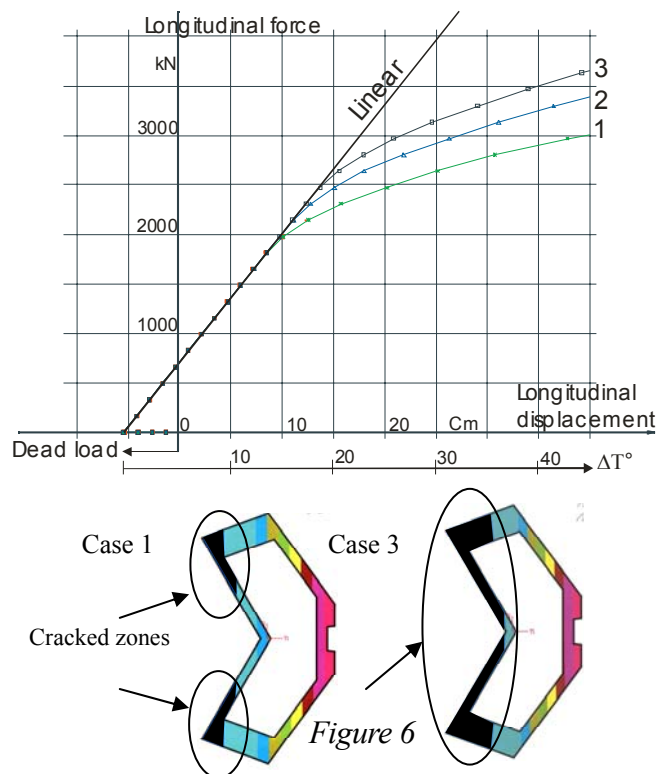 Longitudinal force
kN
Linear
3
2
1
3000
2000
1000
0 10 20 Cm
Longitudinal
displacement
Dead load
10 20 30 40 ΔT°
Case 1
Case 3
Cracked zones
Figure 6